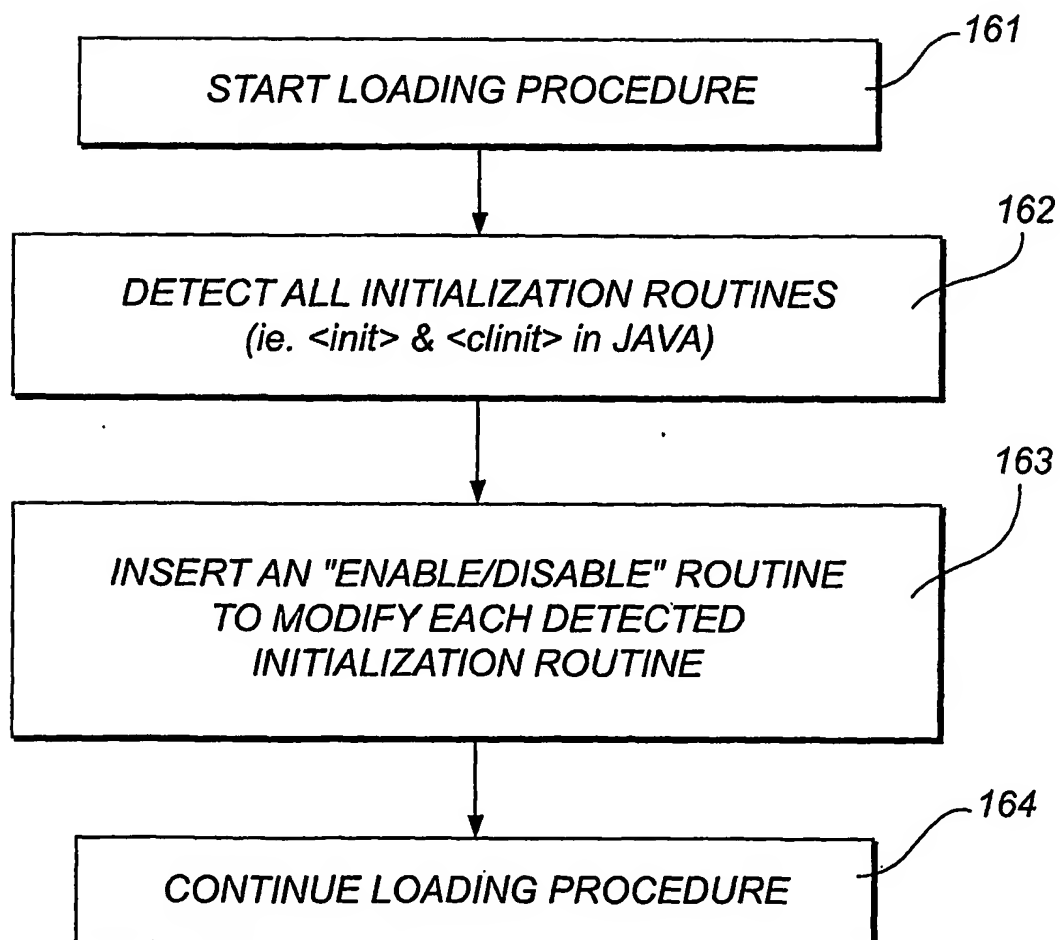 161
START LOADING PROCEDURE
162
DETECT ALL INITIALIZATION ROUTINES
(ie. <init> & <clinit> in JAVA)
163
INSERT AN "ENABLE/DISABLE" ROUTINE
TO MODIFY EACH DETECTED
INITIALIZATION ROUTINE
164
CONTINUE LOADING PROCEDURE